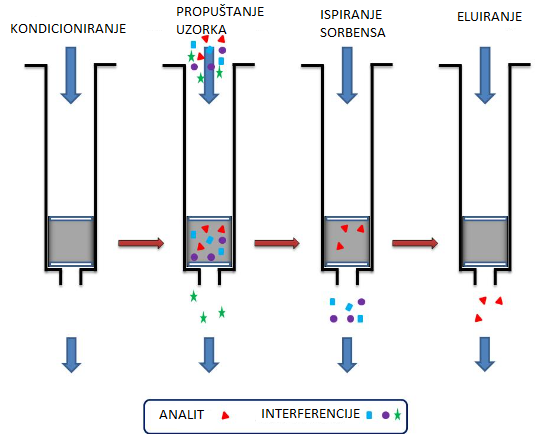 KONDICIONIRANJE
PROPUŠTANJE
UZORKA
ISPIRANJE
SORBENSA
ELUIRANJE
ANALIT
INTERFERENCIJE